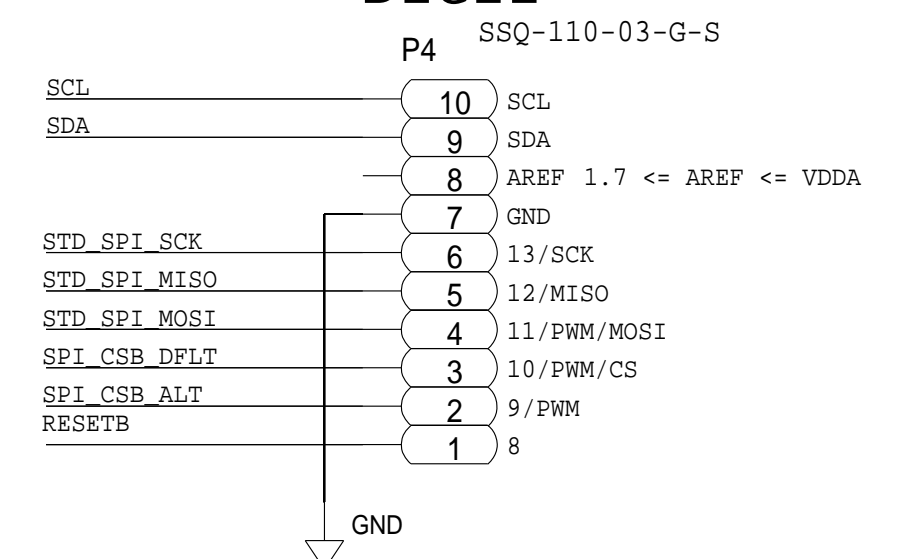 SSQ-110-03-G-S
P4
SCL 10 SCL
SDA 9 SDA
8 AREF 1.7 <= AREF <= VDDA
7 GND
STD_SPI_SCK 6 13/SCK
STD_SPI_MISO 5 12/MISO
STD_SPI_MOSI 4 11/PWM/MOSI
SPI_CSB_DFLT 3 10/PWM/CS
SPI_CSB_ALT 2 9/PWM
RESETB 1 8
GND